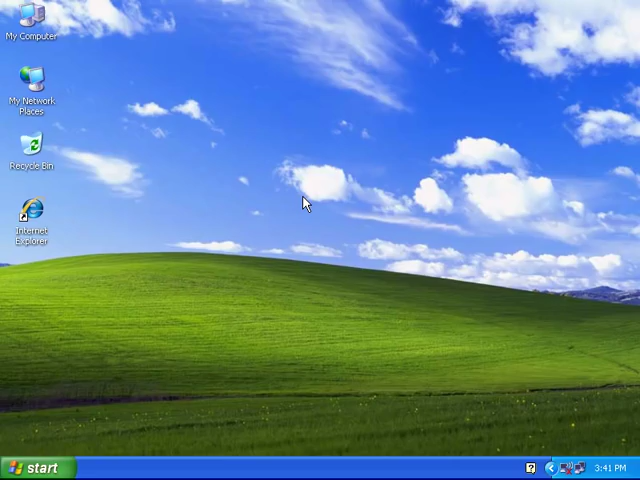 My Computer
My Network
Places
Recycle Bin
Internet
Explorer
start
?
3:41 PM